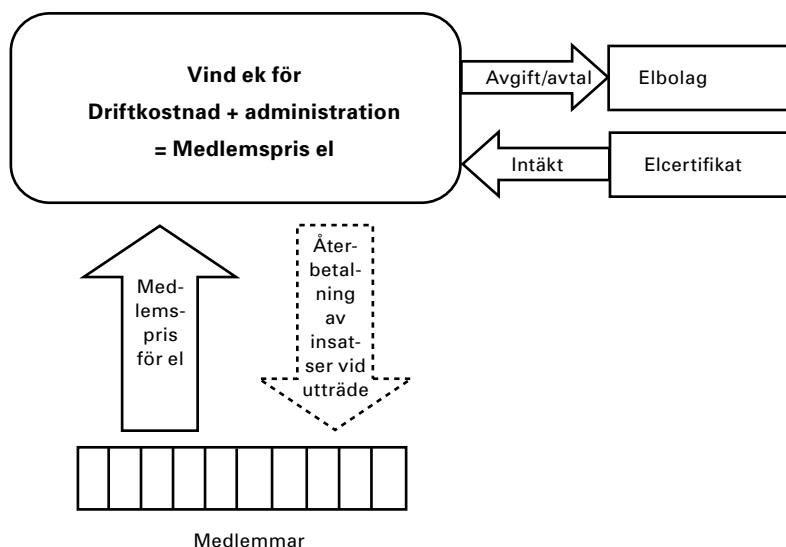 Vind ek för
Driftkostnad + administration
= Medlemspris el
Avgift/avtal
Elbolag
Intäkt
Elcertifikat
Med-
lems-
pris
för el
Åter-
betal-
ning
av
insat-
ser vid
utträde
Medlemmar